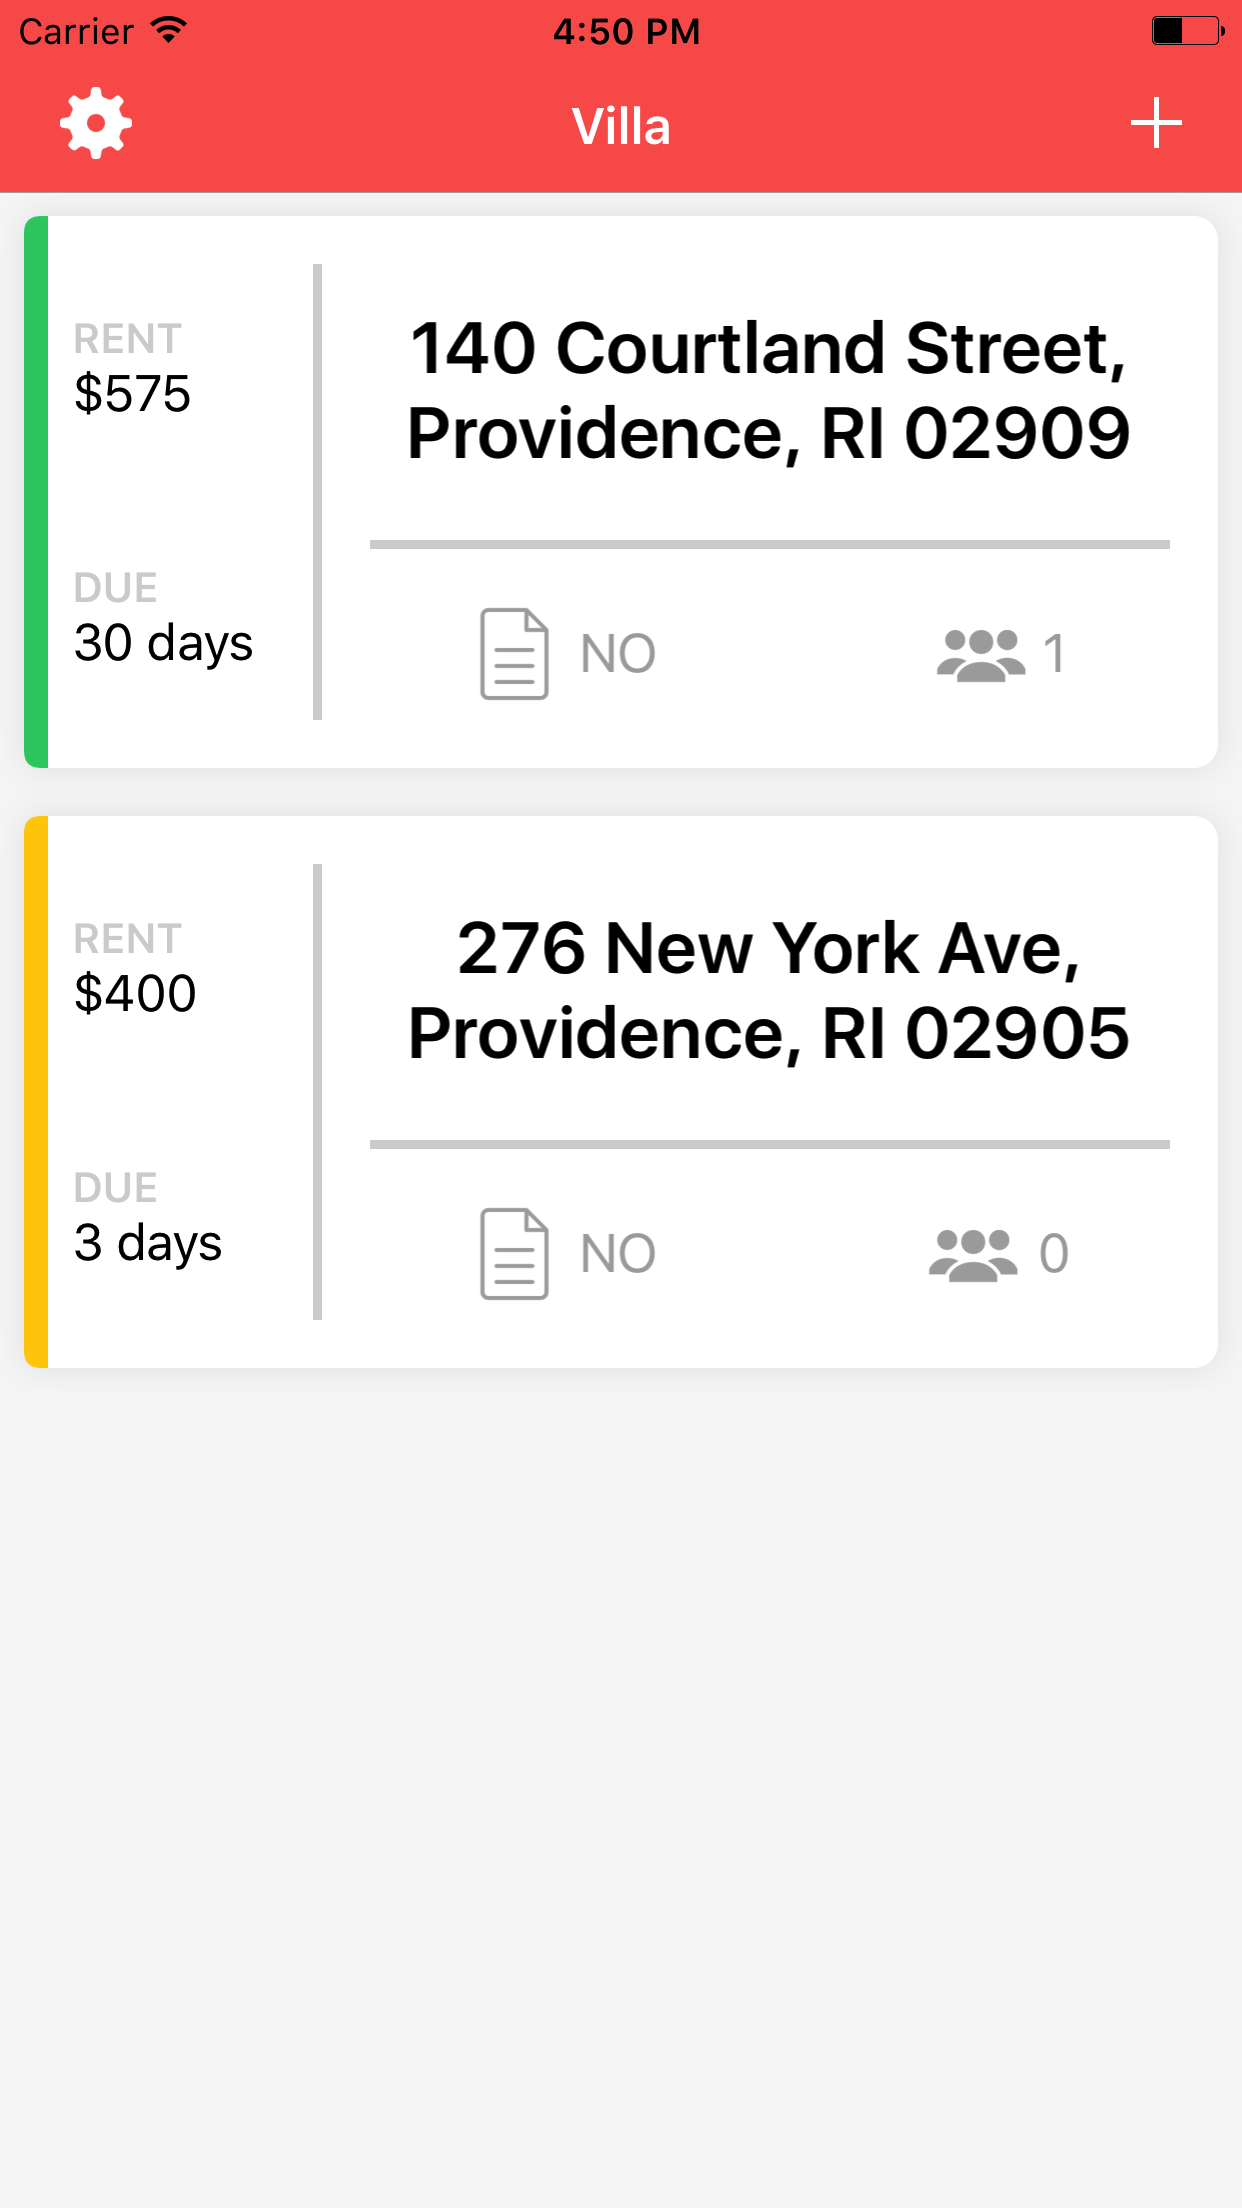 Carrier
4:50 PM
Villa
RENT
$575
140 Courtland Street,
Providence, RI 02909
DUE
30 days
NO
1
RENT
$400
276 New York Ave,
Providence, RI 02905
DUE
3 days
NO
0